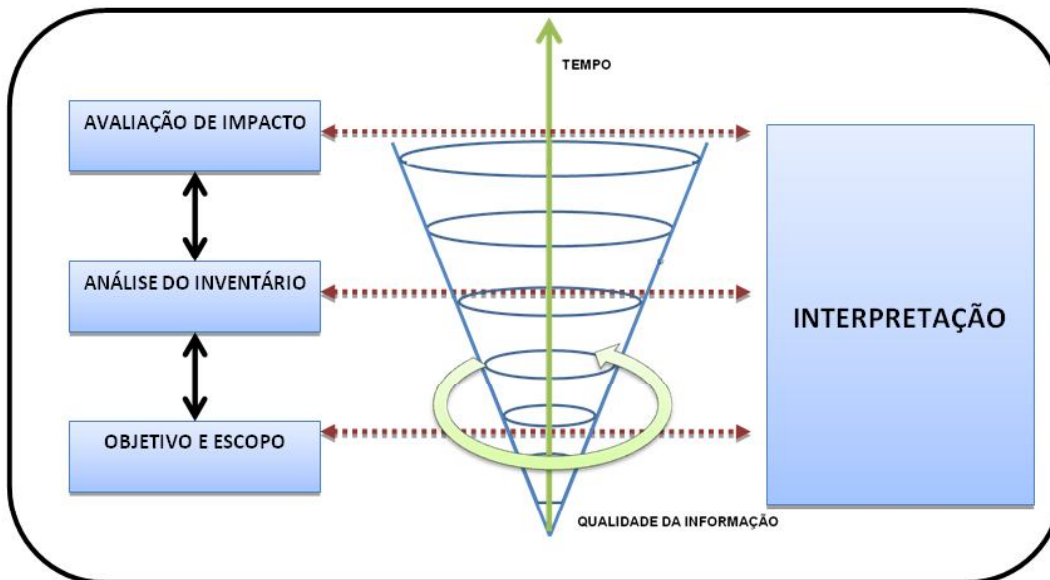 TEMPO
AVALIAÇÃO DE IMPACTO
ANÁLISE DO INVENTÁRIO
INTERPRETAÇÃO
OBJETIVO E ESCOPO
QUALIDADE DA INFORMAÇÃO